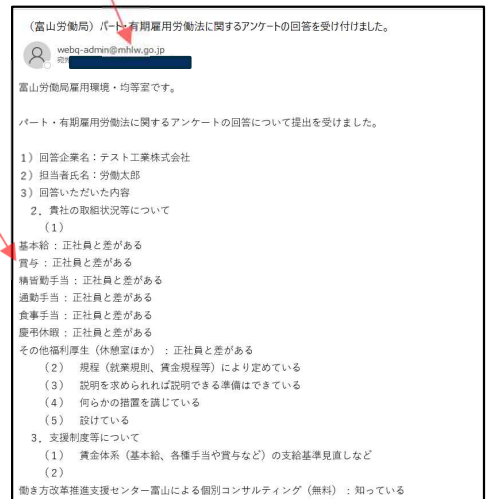 （富山労働局）パート・有期雇用労働法に関するアンケートの回答を受け付けました。
webq-admin@mhlw.go.jp
宛先
富山労働局雇用環境・均等室です。
パート・有期雇用労働法に関するアンケートの回答について提出を受けました。
1）回答企業名：テスト工業株式会社
2）担当者氏名：労働太郎
3）回答いただいた内容
2．貴社の取組状況等について
（1）
基本給：正社員と差がある
賞与：正社員と差がある
精皆勤手当：正社員と差がある
通勤手当：正社員と差がある
食事手当：正社員と差がある
慶弔休暇：正社員と差がある
その他福利厚生（休憩室ほか）：正社員と差がある
（2） 規程（就業規則、賃金規程等）により定めている
（3） 説明を求められれば説明できる準備はできている
（4） 何らかの措置を講じている
（5） 設けている
3．支援制度等について
（1） 賃金体系（基本給、各種手当や賞与など）の支給基準見直しなど
（2）
働き方改革推進支援センター富山による個別コンサルティング（無料）：知っている